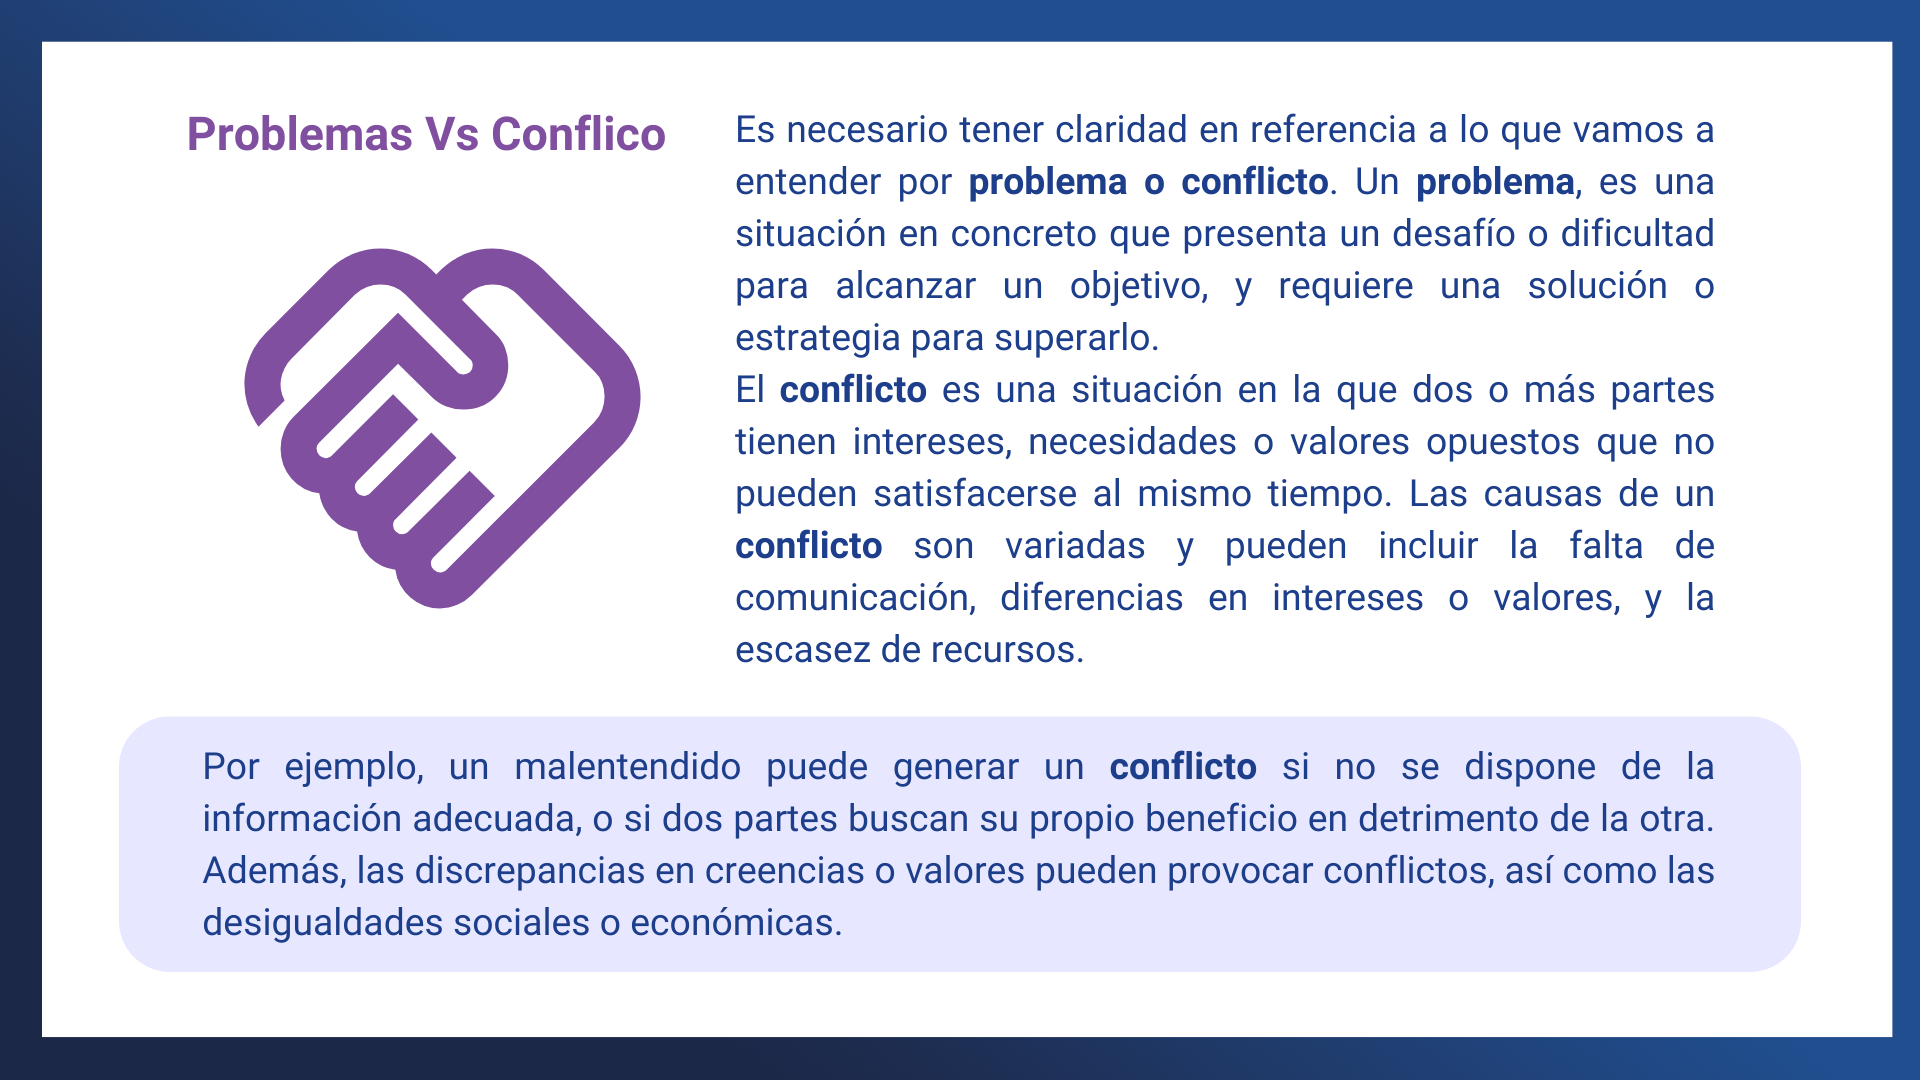 Problemas Vs Conflico
Es necesario tener claridad en referencia a lo que vamos a
entender por problema o conflicto. Un problema, es una
situación en concreto que presenta un desafío o dificultad
para alcanzar un objetivo, y requiere una solución o
estrategia para superarlo.
El conflicto es una situación en la que dos o más partes
tienen intereses, necesidades o valores opuestos que no
pueden satisfacerse al mismo tiempo. Las causas de un
conflicto son variadas y pueden incluir la falta de
comunicación, diferencias en intereses o valores, y la
escasez de recursos.
Por ejemplo, un malentendido puede generar un conflicto si no se dispone de la
información adecuada, o si dos partes buscan su propio beneficio en detrimento de la otra.
Además, las discrepancias en creencias o valores pueden provocar conflictos, así como las
desigualdades sociales o económicas.